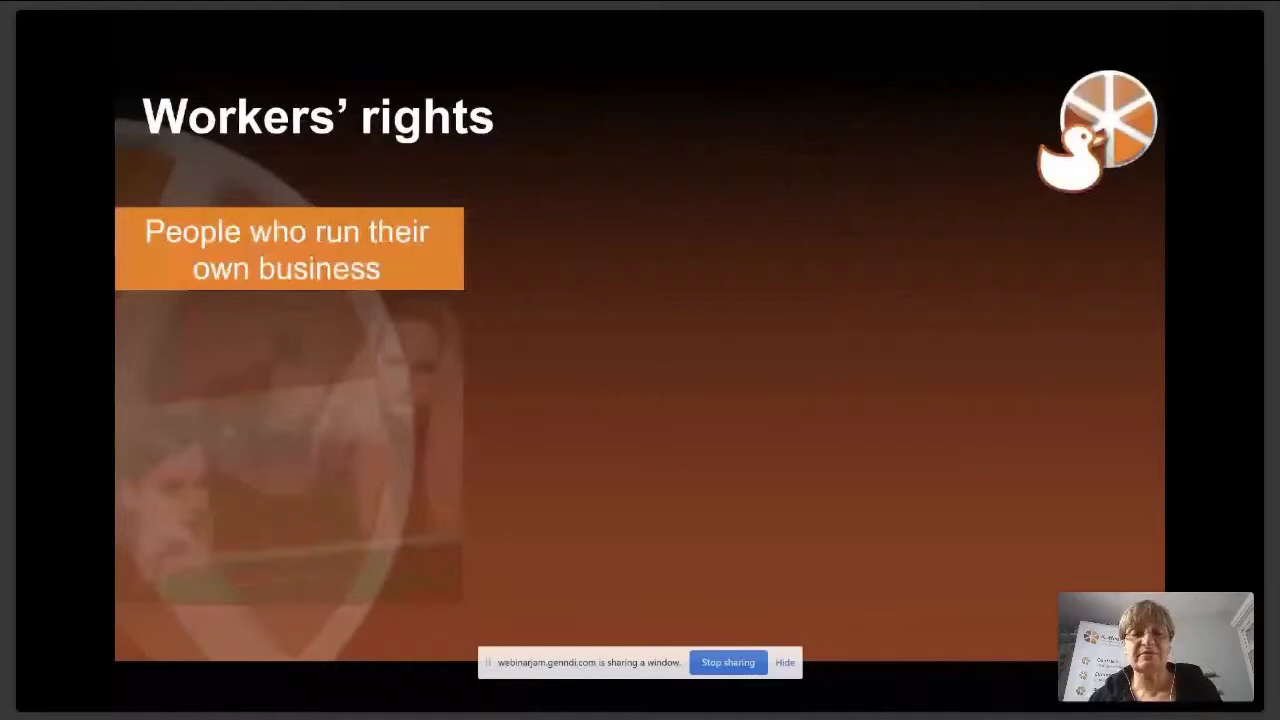 Workers’ rights
People who run their
own business
webinarjam.genndi.com is sharing a window.
Stop sharing
Hide